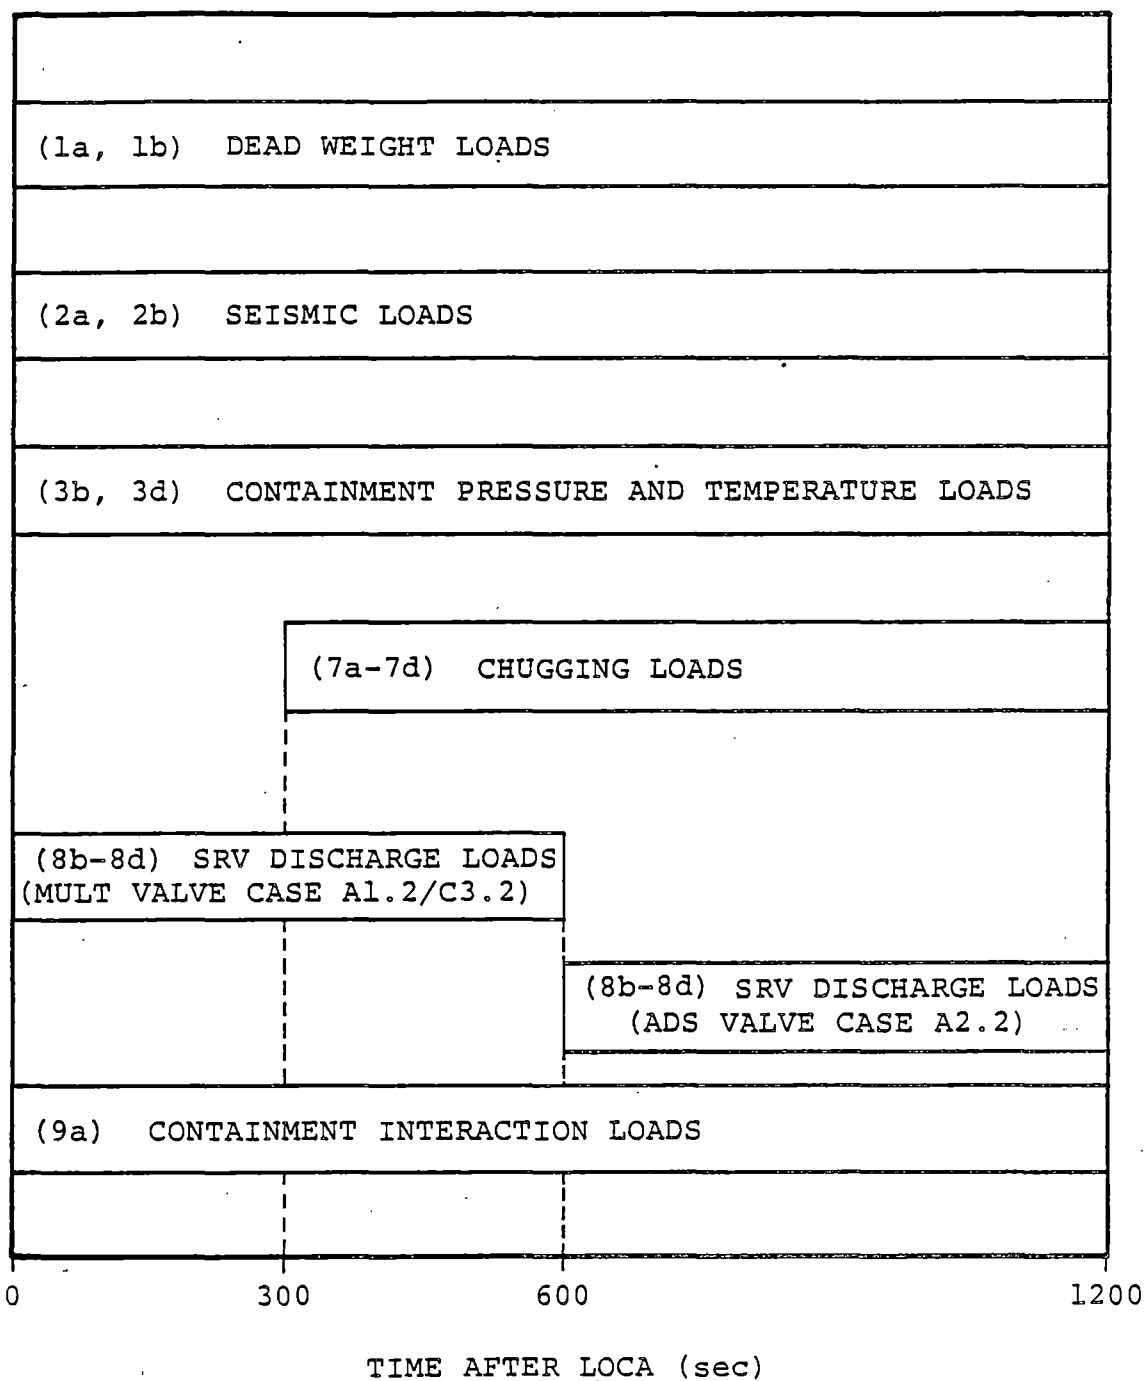 (1a, 1b) DEAD WEIGHT LOADS
(2a, 2b) SEISMIC LOADS
(3b, 3d) CONTAINMENT PRESSURE AND TEMPERATURE LOADS
(7a-7d) CHUGGING LOADS
(8b-8d) SRV DISCHARGE LOADS
(MULT VALVE CASE A1.2/C3.2)
(8b-8d) SRV DISCHARGE LOADS
(ADS VALVE CASE A2.2)
(9a) CONTAINMENT INTERACTION LOADS
0 300 600 1200
TIME AFTER LOCA (sec)